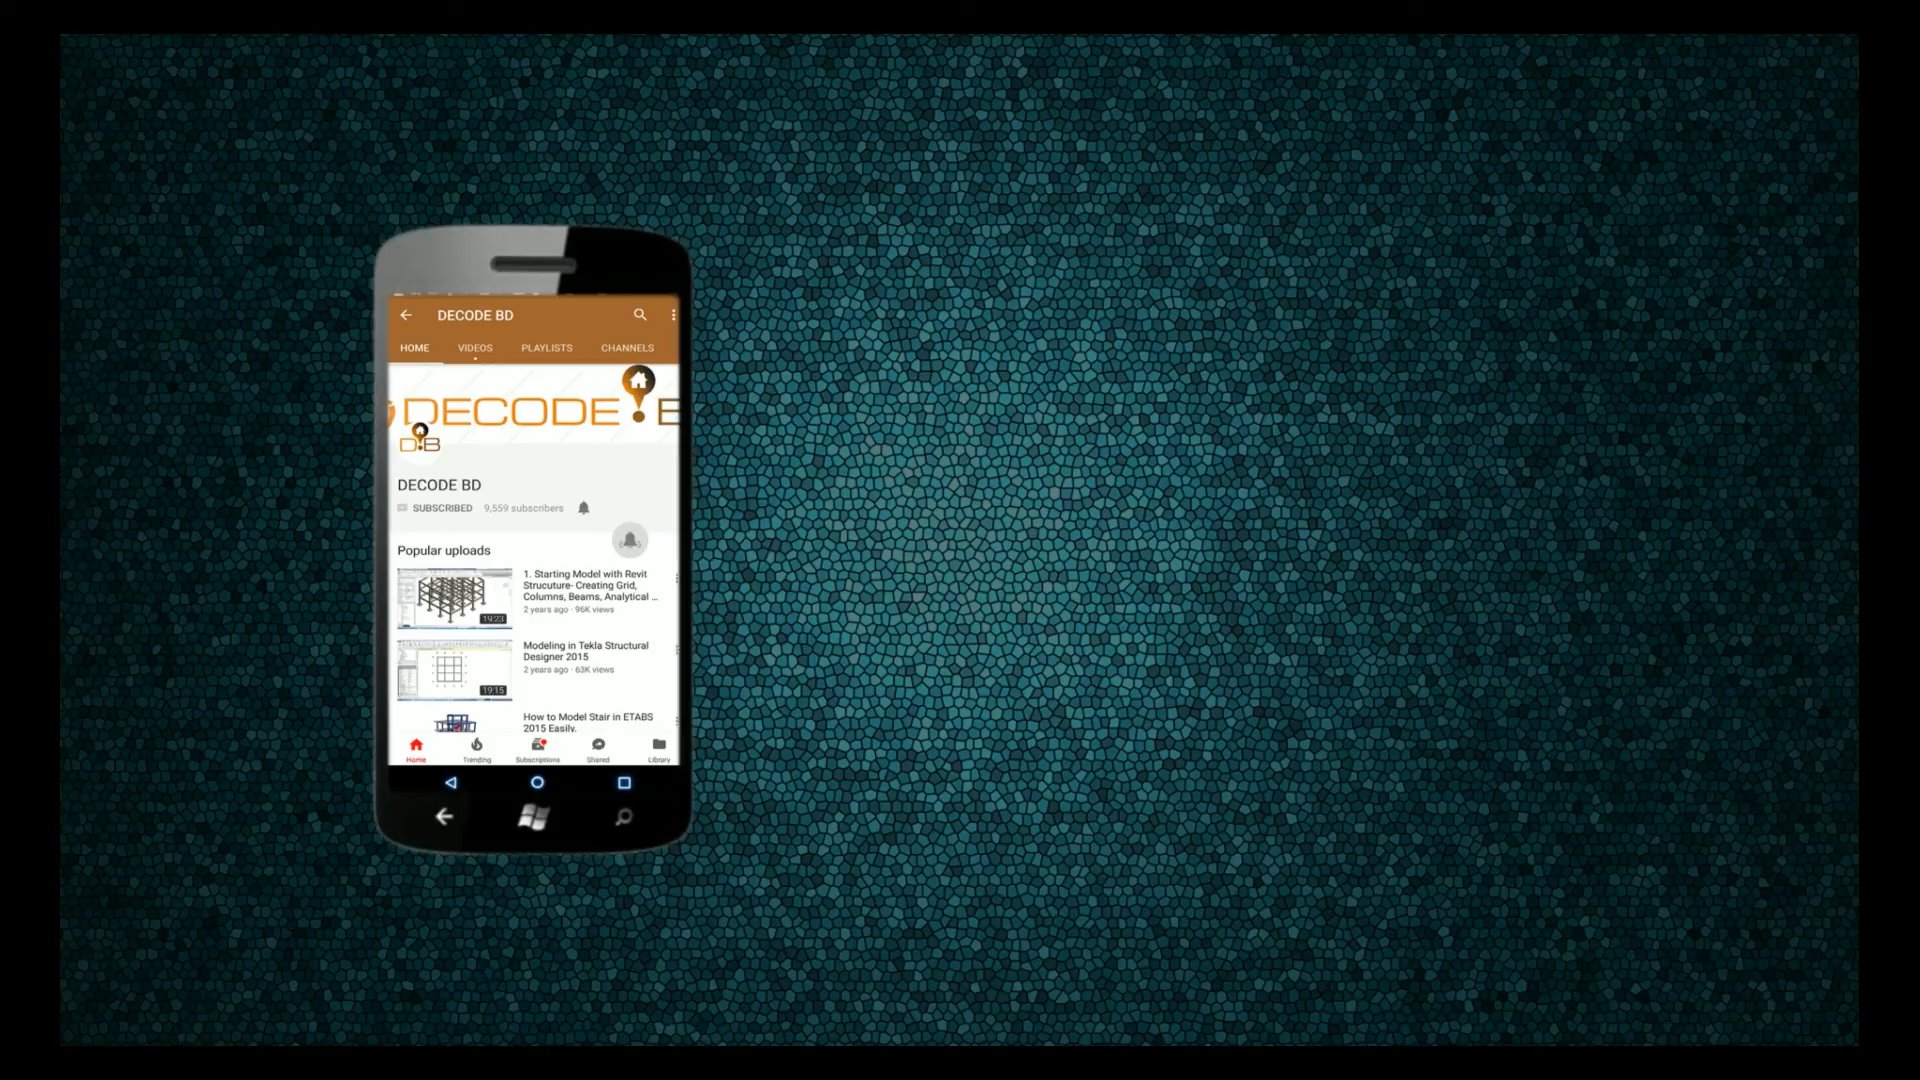 DECODE BD
HOME VIDEOS PLAYLISTS CHANNELS
DECODE B
D B
DECODE BD
SUBSCRIBED 9,559 subscribers
Popular uploads
1. Starting Model with Revit
Strucuture- Creating Grid,
Columns, Beams, Analytical ...
2 years ago · 96K views
19:23
Modeling in Tekla Structural
Designer 2015
2 years ago · 63K views
19:15
How to Model Stair in ETABS
2015 Easily.
Home Trending Subscriptions Shared Library